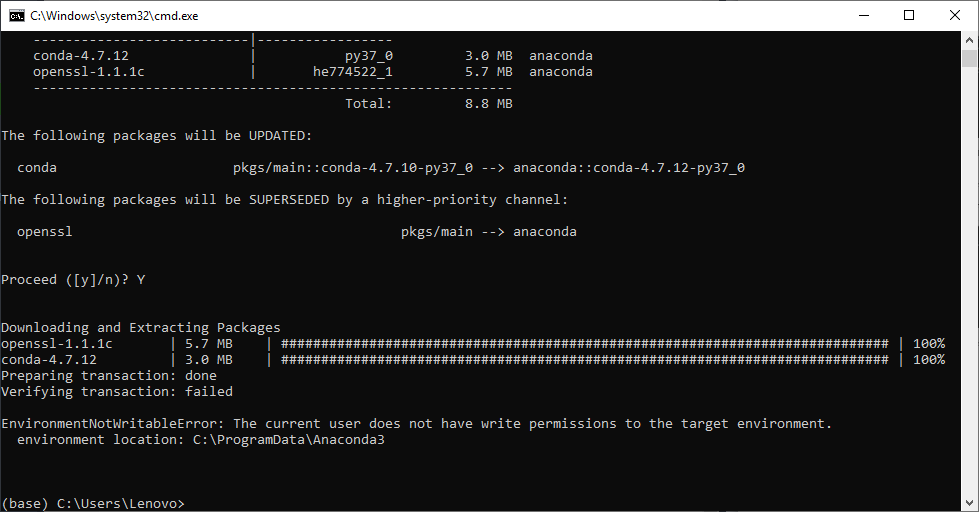 C:\Windows\system32\cmd.exe
---------------------------|-----------------
conda-4.7.12 | py37_0 3.0 MB anaconda
openssl-1.1.1c | he774522_1 5.7 MB anaconda
------------------------------------------------------------
Total: 8.8 MB
The following packages will be UPDATED:
conda pkgs/main::conda-4.7.10-py37_0 --> anaconda::conda-4.7.12-py37_0
The following packages will be SUPERSEDED by a higher-priority channel:
openssl pkgs/main --> anaconda
Proceed ([y]/n)? Y
Downloading and Extracting Packages
openssl-1.1.1c | 5.7 MB | ############################################################################ | 100%
conda-4.7.12 | 3.0 MB | ############################################################################ | 100%
Preparing transaction: done
Verifying transaction: failed
EnvironmentNotWritableError: The current user does not have write permissions to the target environment.
environment location: C:\ProgramData\Anaconda3
(base) C:\Users\Lenovo>